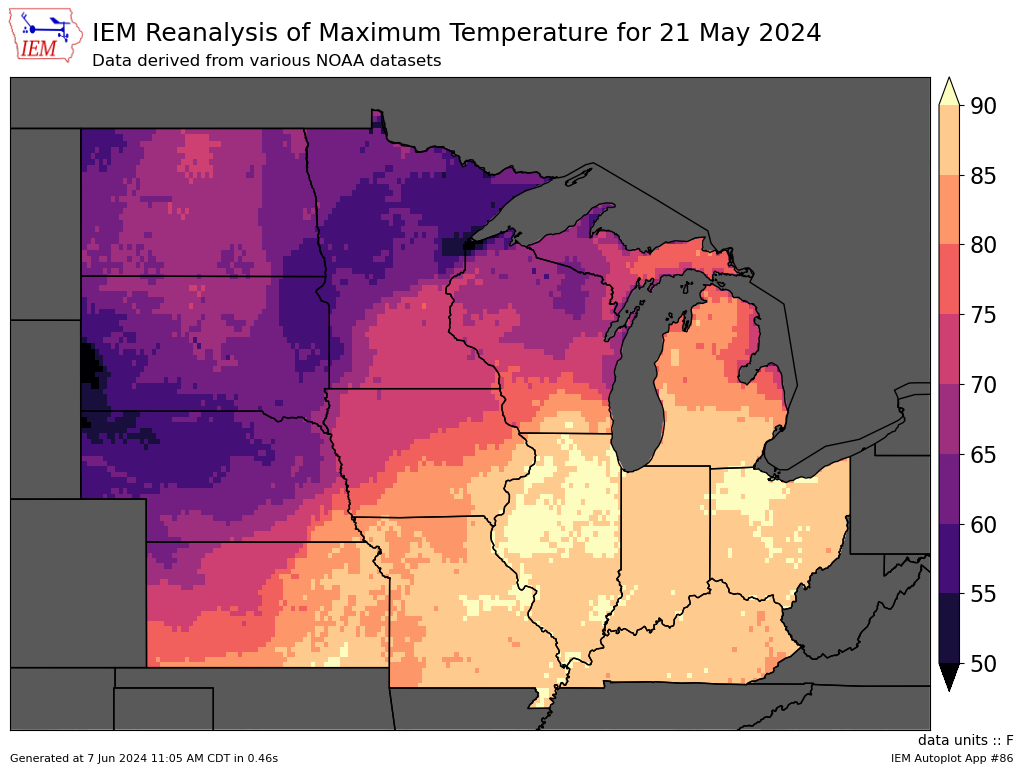 IEM
IEM Reanalysis of Maximum Temperature for 21 May 2024
Data derived from various NOAA datasets
90
85
80
75
70
65
60
55
50
data units :: F
Generated at 7 Jun 2024 11:05 AM CDT in 0.46s
IEM Autoplot App #86